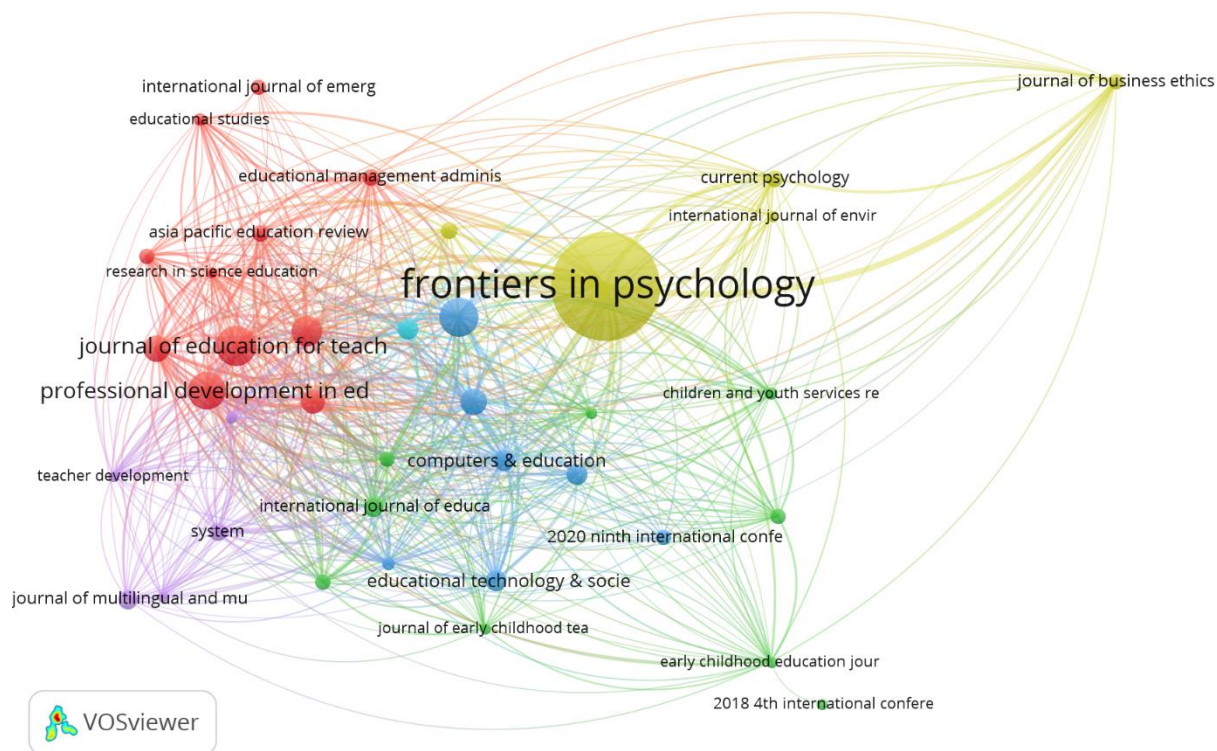 international journal of emerg
journal of business ethics
educational studies
educational management adminis
current psychology
international journal of envir
asia pacific education review
research in science education
frontiers in psychology
journal of education for teach
professional development in ed
children and youth services re
computers & education
teacher development
international journal of educa
system
2020 ninth international confe
educational technology & socie
journal of multilingual and mu
journal of early childhood tea
early childhood education jour
2018 4th international confere
VOSviewer